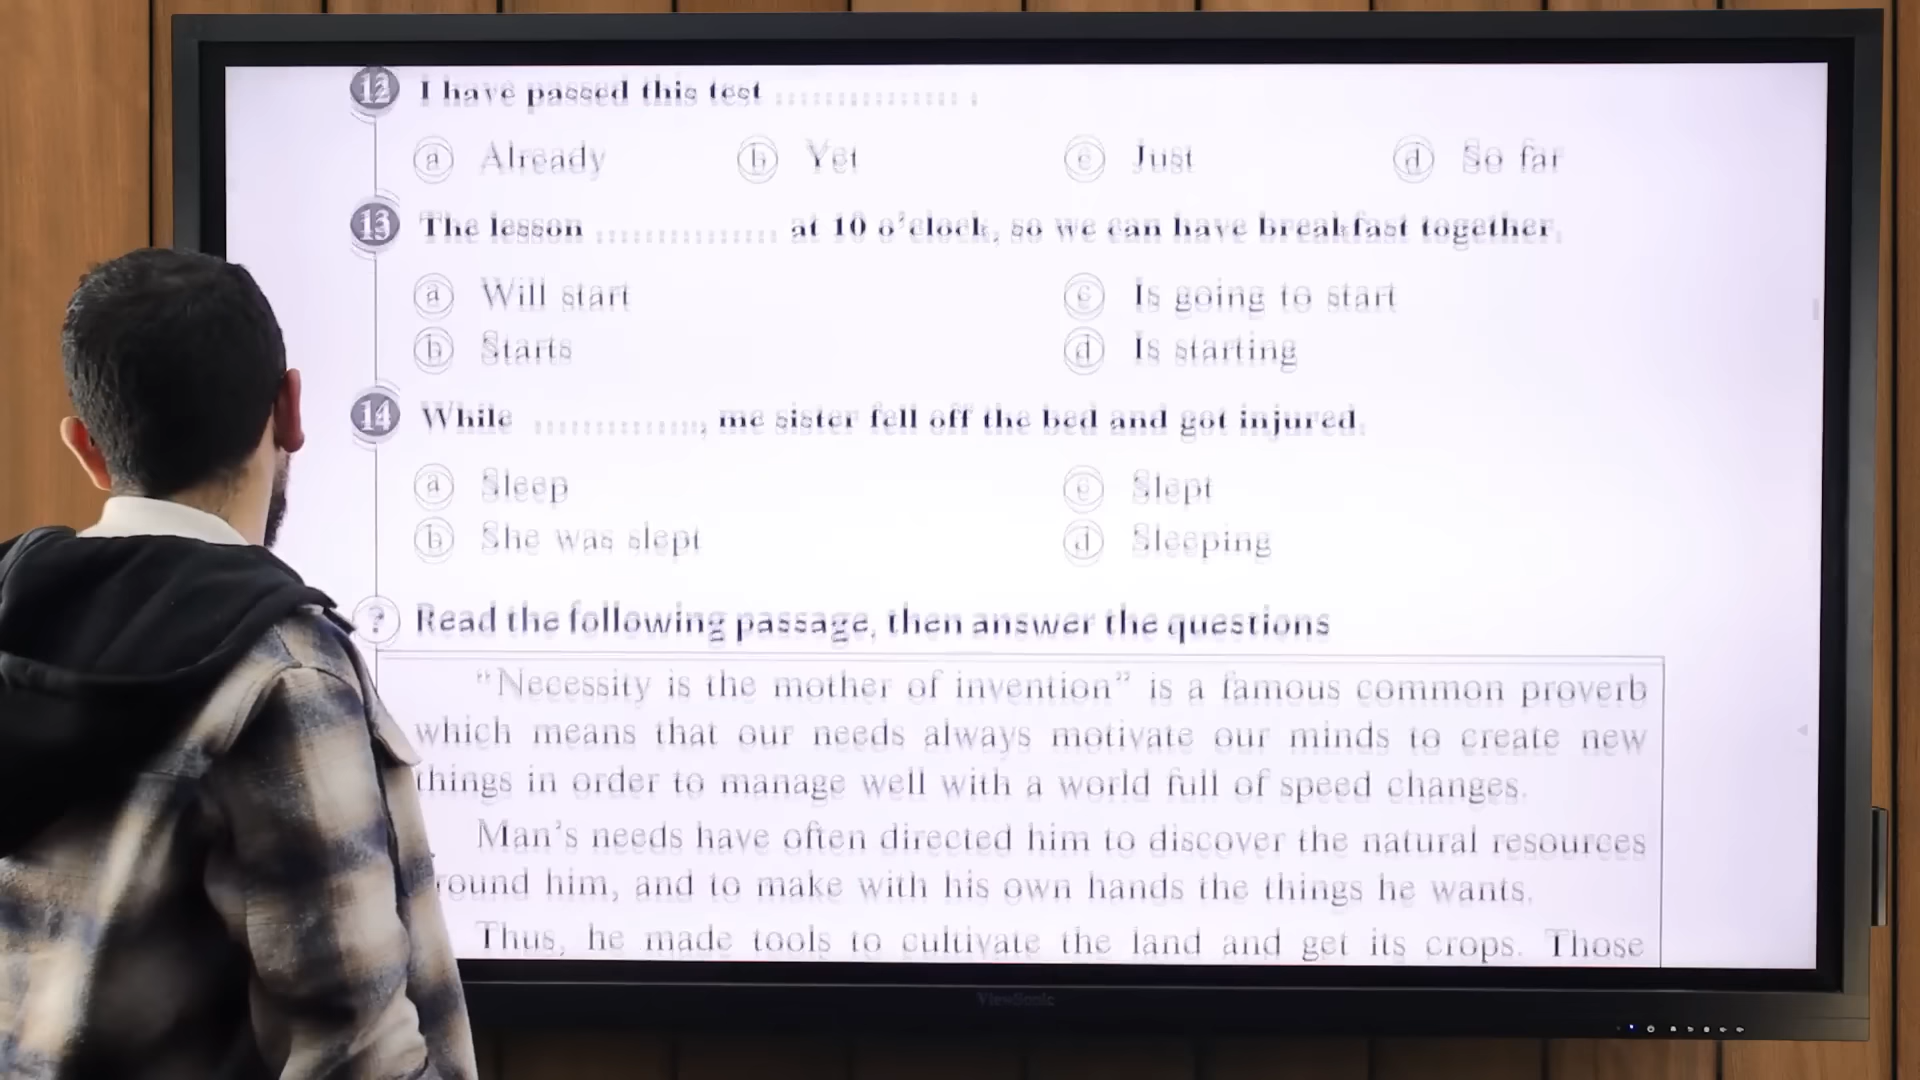 12 I have passed this test ................. .
a Already b Yet c Just d So far
13 The lesson ................. at 10 o'clock, so we can have breakfast together.
a Will start c Is going to start
b Starts d Is starting
14 While ................., me sister fell off the bed and got injured.
a Sleep c Slept
b She was slept d Sleeping
? Read the following passage, then answer the questions
"Necessity is the mother of invention" is a famous common proverb
which means that our needs always motivate our minds to create new
things in order to manage well with a world full of speed changes.
Man's needs have often directed him to discover the natural resources
round him, and to make with his own hands the things he wants.
Thus, he made tools to cultivate the land and get its crops. Those
ViewSonic